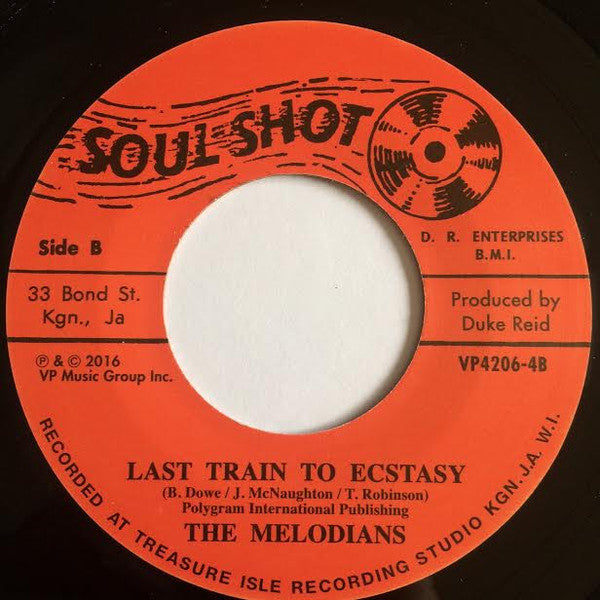 SOUL SHOT
Side B
D. R. ENTERPRISES
B.M.I.
33 Bond St.
Kgn., Ja
Produced by
Duke Reid
℗ & © 2016
VP Music Group Inc.
VP4206-4B
LAST TRAIN TO ECSTASY
(B. Dowe / J. McNaughton / T. Robinson)
Polygram International Publishing
THE MELODIANS
RECORDED AT TREASURE ISLE RECORDING STUDIO KGN. J.A. W. I.